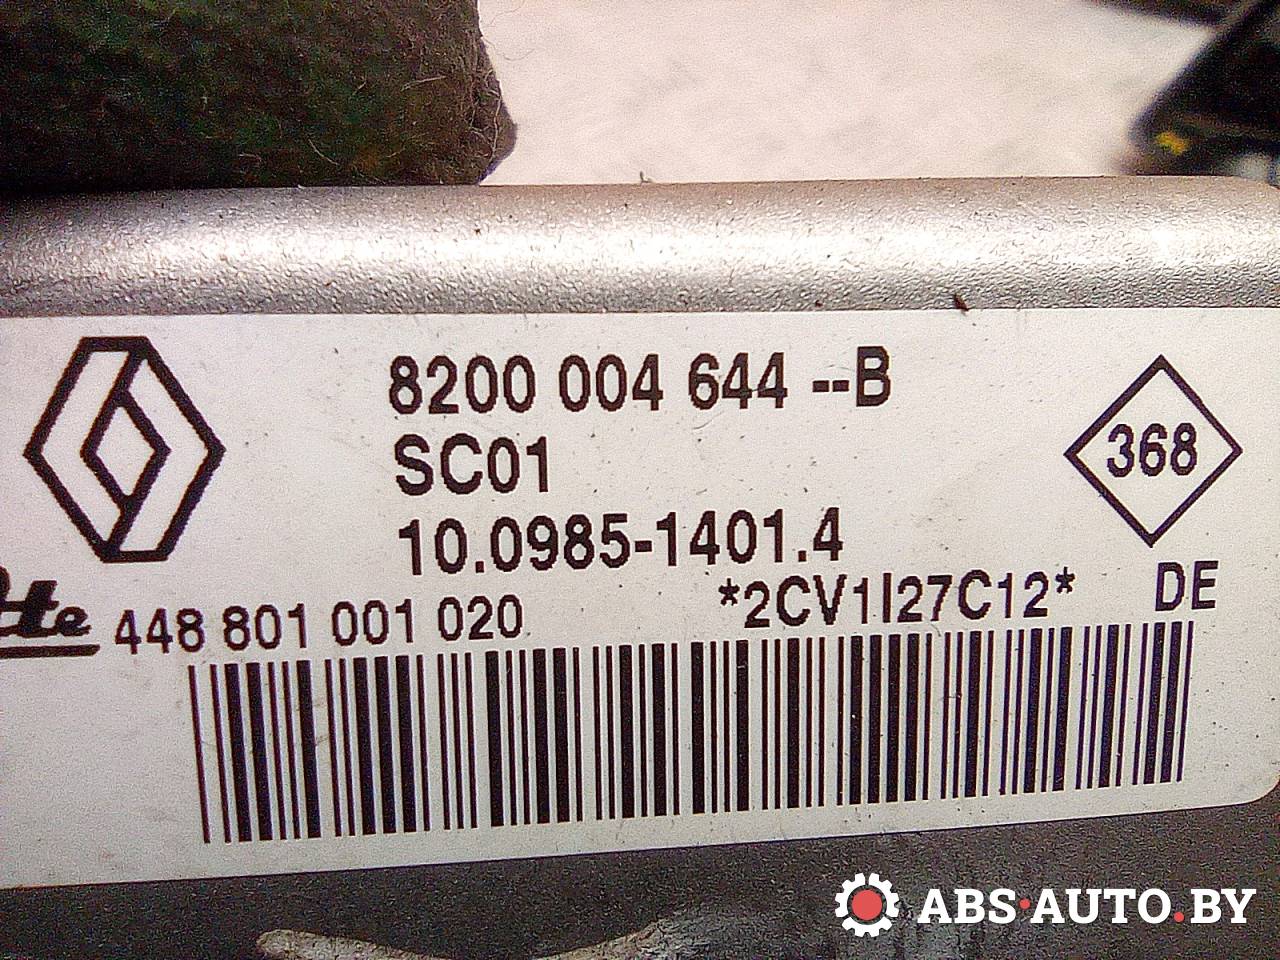 8200 004 644 --B
SC01
368
10.0985-1401.4
448 801 001 020
*2CV1I27C12*
DE
ABS·AUTO.BY